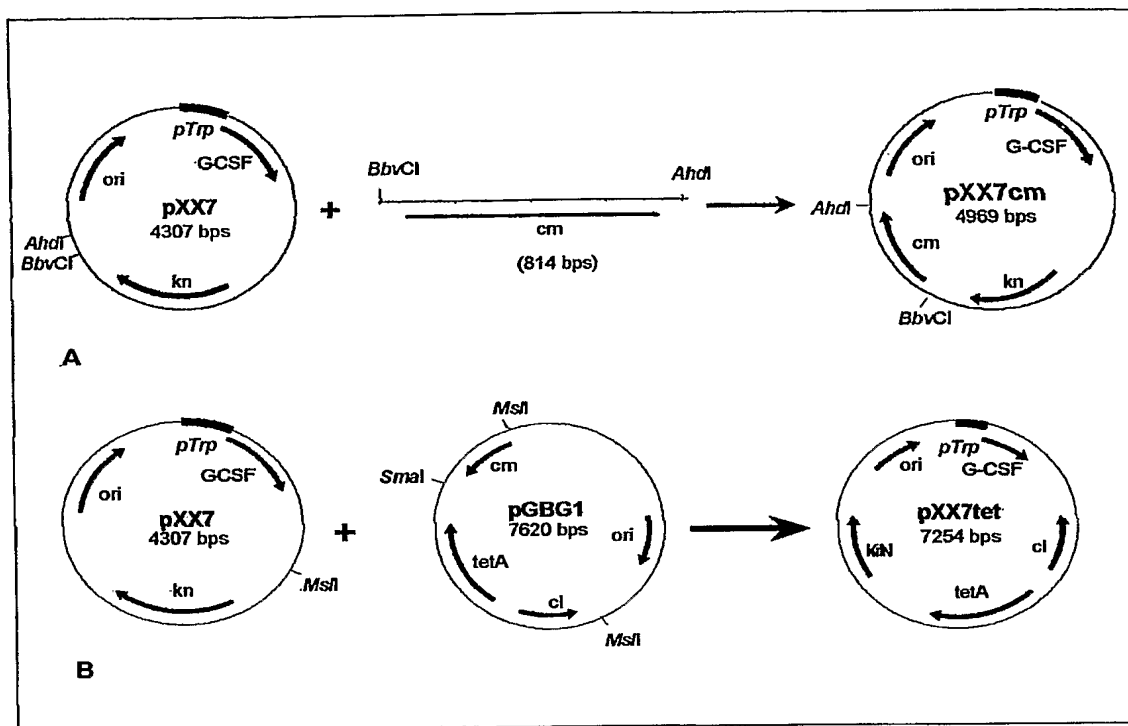 pTrp
G-CSF
ori
pXX7
4307 bps
AhdI
BbvCI
kn
+
BbvCI
AhdI
cm
(814 bps)
pTrp
G-CSF
ori
pXX7cm
4969 bps
AhdI
cm
kn
BbvCI
A
pTrp
GCSF
ori
pXX7
4307 bps
MslI
kn
+
MslI
cm
SmaI
pGBG1
7620 bps
ori
tetA
cI
MslI
pTrp
ori
G-CSF
pXX7tet
7254 bps
cI
tetA
B